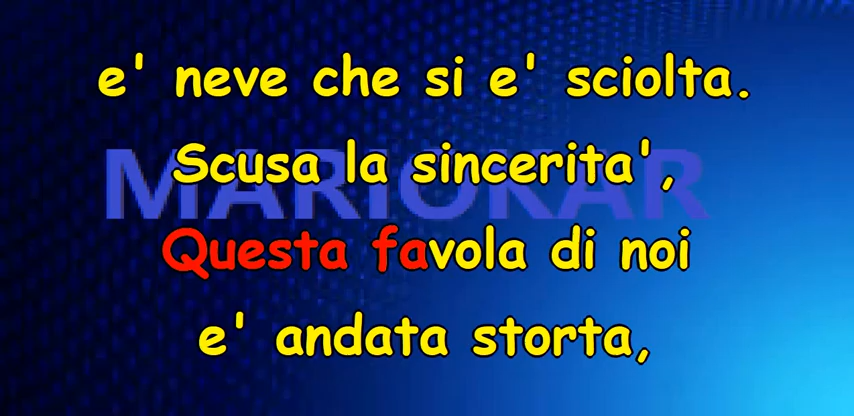 e' neve che si e' sciolta.
MARIOKAR
Scusa la sincerita',
Questa favola di noi
e' andata storta,